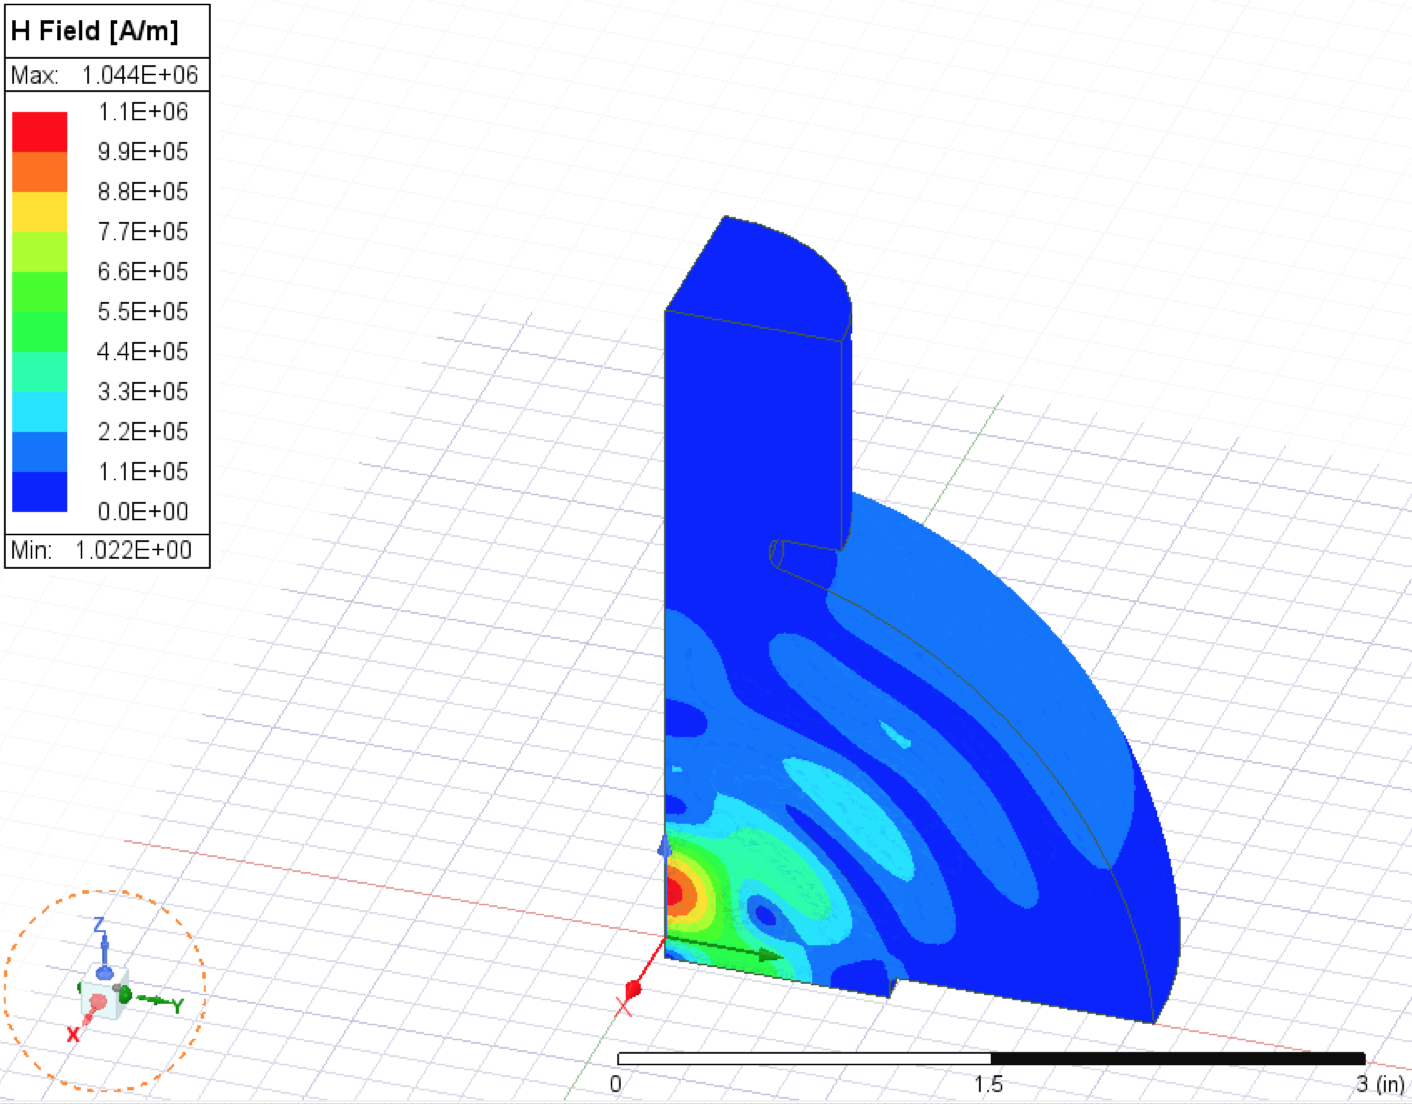 H Field [A/m]
Max: 1.044E+06
1.1E+06
9.9E+05
8.8E+05
7.7E+05
6.6E+05
5.5E+05
4.4E+05
3.3E+05
2.2E+05
1.1E+05
0.0E+00
Min: 1.022E+00
Z
Y
X
X
0 1.5 3 (in)